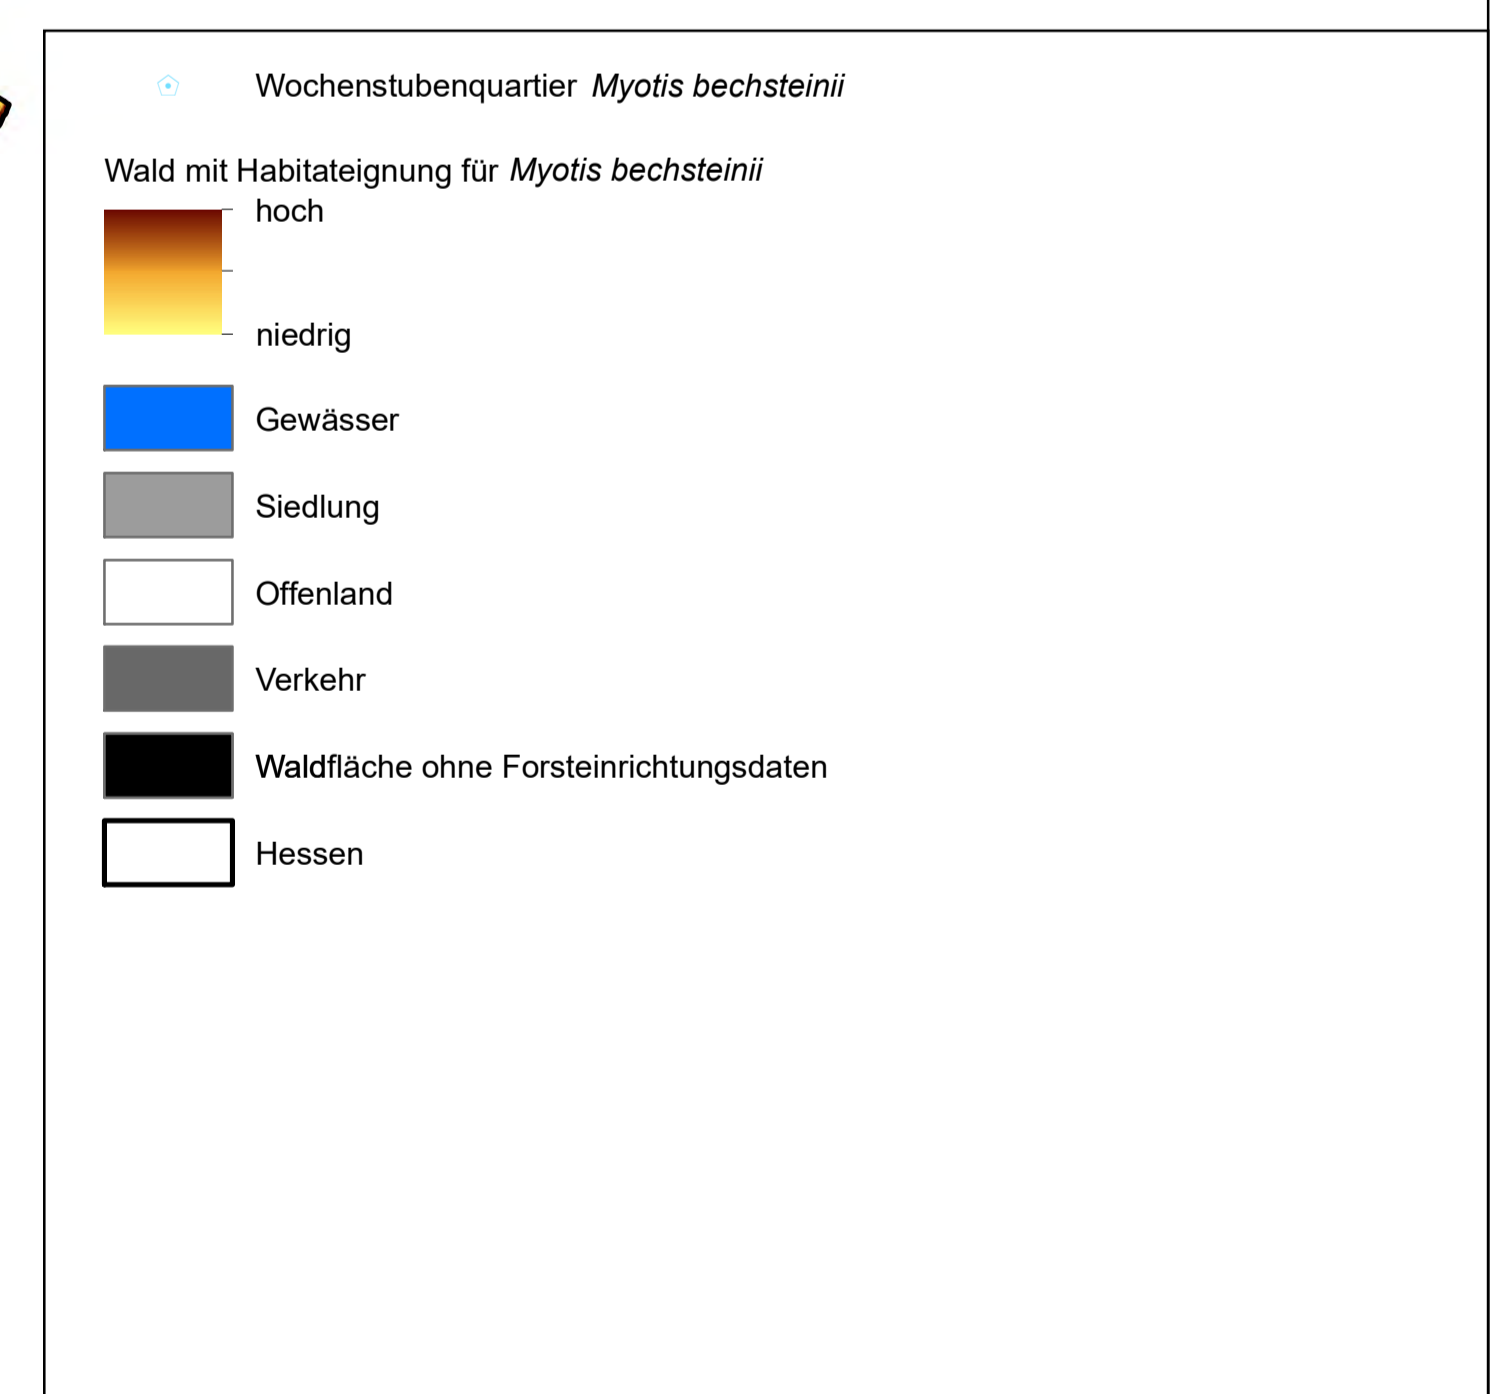 Wochenstubenquartier Myotis bechsteinii
Wald mit Habitateignung für Myotis bechsteinii
hoch
niedrig
Gewässer
Siedlung
Offenland
Verkehr
Waldfläche ohne Forsteinrichtungsdaten
Hessen